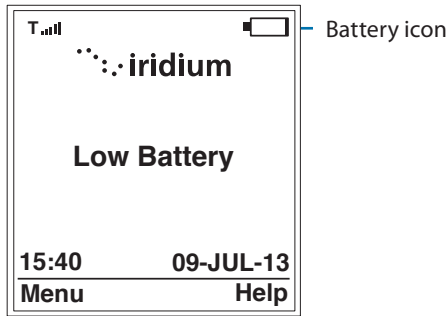 T
Battery icon
iridium
Low Battery
15:40 09-JUL-13
Menu Help